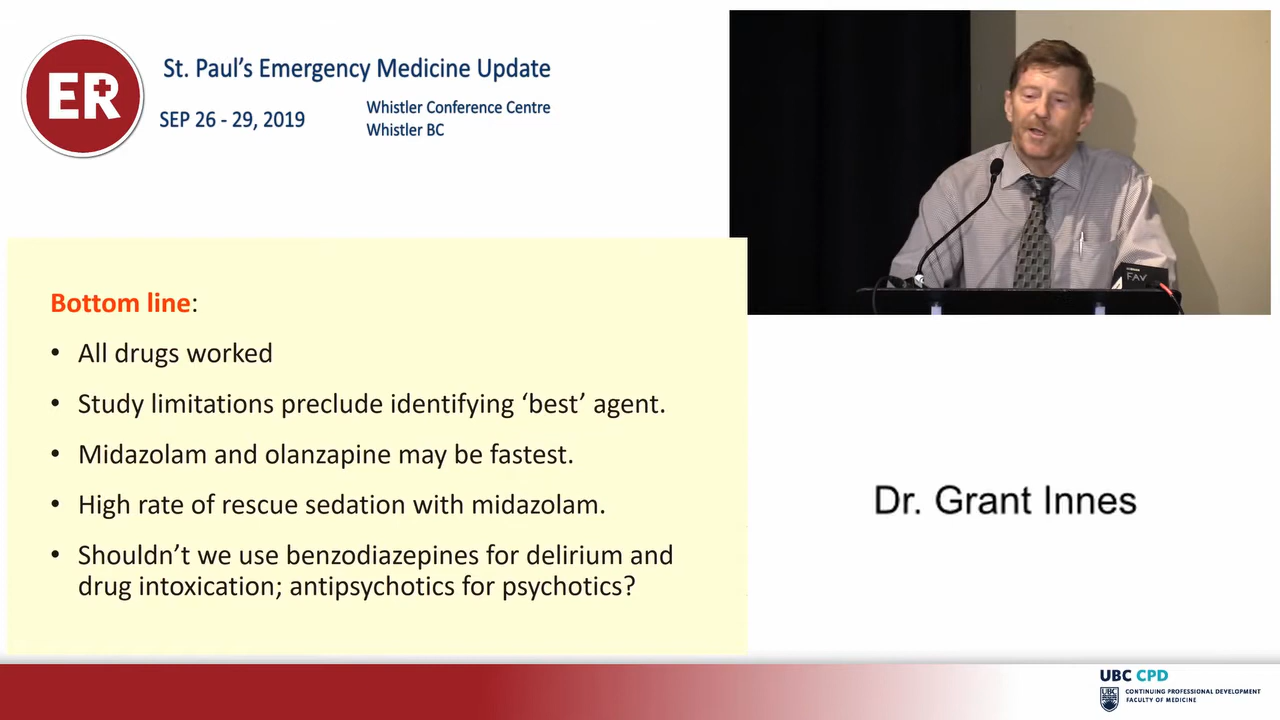 ER
St. Paul's Emergency Medicine Update
SEP 26 - 29, 2019
Whistler Conference Centre
Whistler BC
Bottom line:
• All drugs worked
• Study limitations preclude identifying ‘best’ agent.
• Midazolam and olanzapine may be fastest.
• High rate of rescue sedation with midazolam.
• Shouldn’t we use benzodiazepines for delirium and
drug intoxication; antipsychotics for psychotics?
Dr. Grant Innes
UBC CPD
UBC
CONTINUING PROFESSIONAL DEVELOPMENT
FACULTY OF MEDICINE